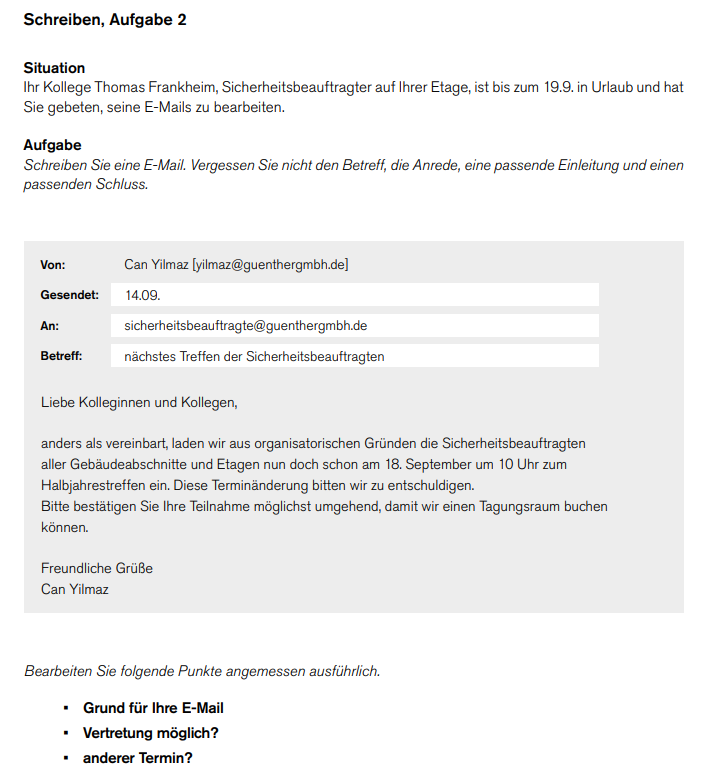 Schreiben, Aufgabe 2
Situation
Ihr Kollege Thomas Frankheim, Sicherheitsbeauftragter auf Ihrer Etage, ist bis zum 19.9. in Urlaub und hat
Sie gebeten, seine E-Mails zu bearbeiten.
Aufgabe
Schreiben Sie eine E-Mail. Vergessen Sie nicht den Betreff, die Anrede, eine passende Einleitung und einen
passenden Schluss.
Von: Can Yilmaz [yilmaz@guenthergmbh.de]
Gesendet: 14.09.
An: sicherheitsbeauftragte@guenthergmbh.de
Betreff: nächstes Treffen der Sicherheitsbeauftragten
Liebe Kolleginnen und Kollegen,
anders als vereinbart, laden wir aus organisatorischen Gründen die Sicherheitsbeauftragten
aller Gebäudeabschnitte und Etagen nun doch schon am 18. September um 10 Uhr zum
Halbjahrestreffen ein. Diese Terminänderung bitten wir zu entschuldigen.
Bitte bestätigen Sie Ihre Teilnahme möglichst umgehend, damit wir einen Tagungsraum buchen
können.
Freundliche Grüße
Can Yilmaz
Bearbeiten Sie folgende Punkte angemessen ausführlich.
▪ Grund für Ihre E-Mail
▪ Vertretung möglich?
▪ anderer Termin?